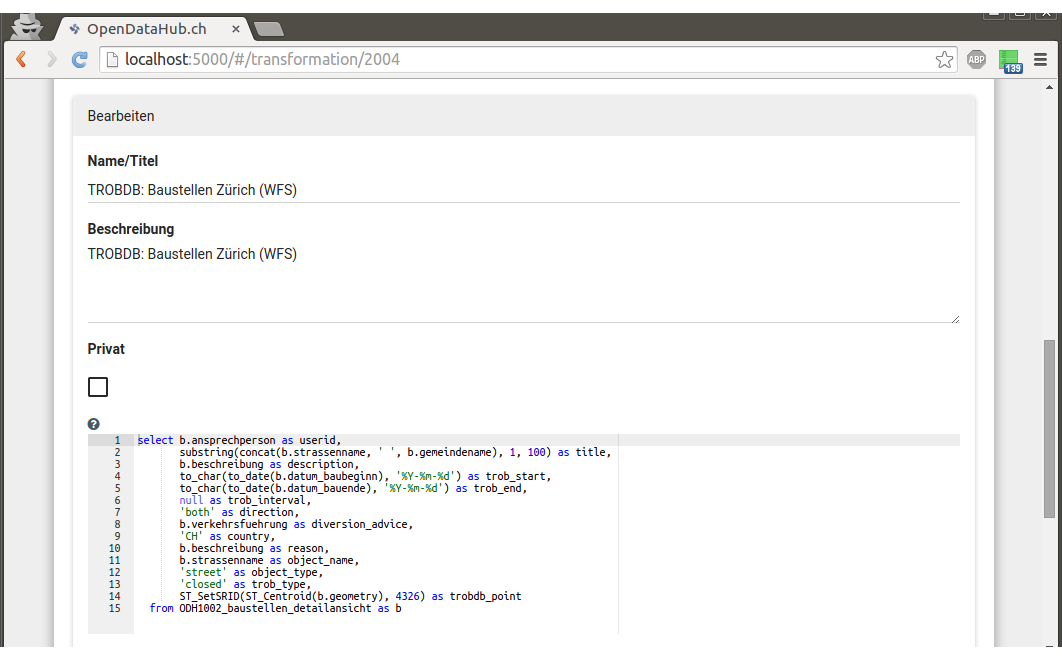 OpenDataHub.ch ×
localhost:5000/#/transformation/2004
ABP
139
Bearbeiten
Name/Titel
TROBDB: Baustellen Zürich (WFS)
Beschreibung
TROBDB: Baustellen Zürich (WFS)
Privat
?
1 select b.ansprechperson as userid,
2 substring(concat(b.strassenname, ' ', b.gemeindename), 1, 100) as title,
3 b.beschreibung as description,
4 to_char(to_date(b.datum_baubeginn), '%Y-%m-%d') as trob_start,
5 to_char(to_date(b.datum_bauende), '%Y-%m-%d') as trob_end,
6 null as trob_interval,
7 'both' as direction,
8 b.verkehrsfuehrung as diversion_advice,
9 'CH' as country,
10 b.beschreibung as reason,
11 b.strassenname as object_name,
12 'street' as object_type,
13 'closed' as trob_type,
14 ST_SetSRID(ST_Centroid(b.geometry), 4326) as trobdb_point
15 from ODH1002_baustellen_detailansicht as b